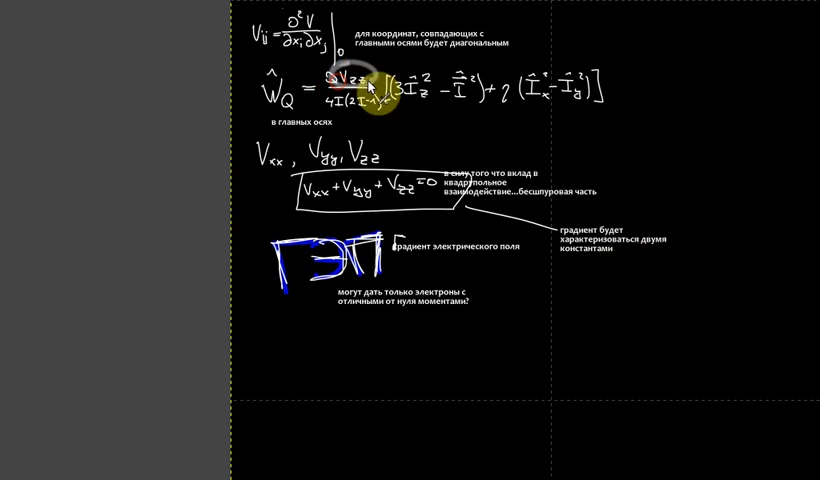 V_ij = ∂²V / ∂x_i ∂x_j |_0
для координат, совпадающих с
главными осями будет диагональным
Ŵ_Q = Q V_zz / 4I(2I-1) [(3Î_z² - Î²) + η (Î_x² - Î_y²)]
в главных осях
V_xx, V_yy, V_zz
V_xx + V_yy + V_zz = 0
в силу того что вклад в
квадрупольное
взаимодействие...бесшпуровая часть
градиент будет
характеризоваться двумя
константами
ГЭП
градиент электрического поля
могут дать только электроны с
отличными от нуля моментами?